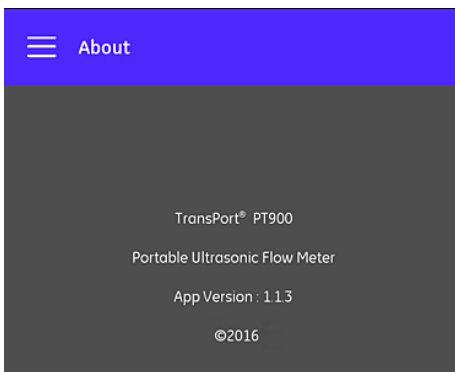 About
TransPort® PT900
Portable Ultrasonic Flow Meter
App Version : 1.1.3
©2016